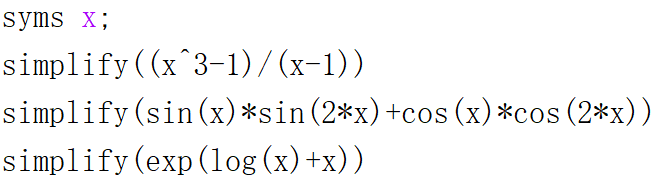 syms x;
simplify((x^3-1)/(x-1))
simplify(sin(x)*sin(2*x)+cos(x)*cos(2*x))
simplify(exp(log(x)+x))